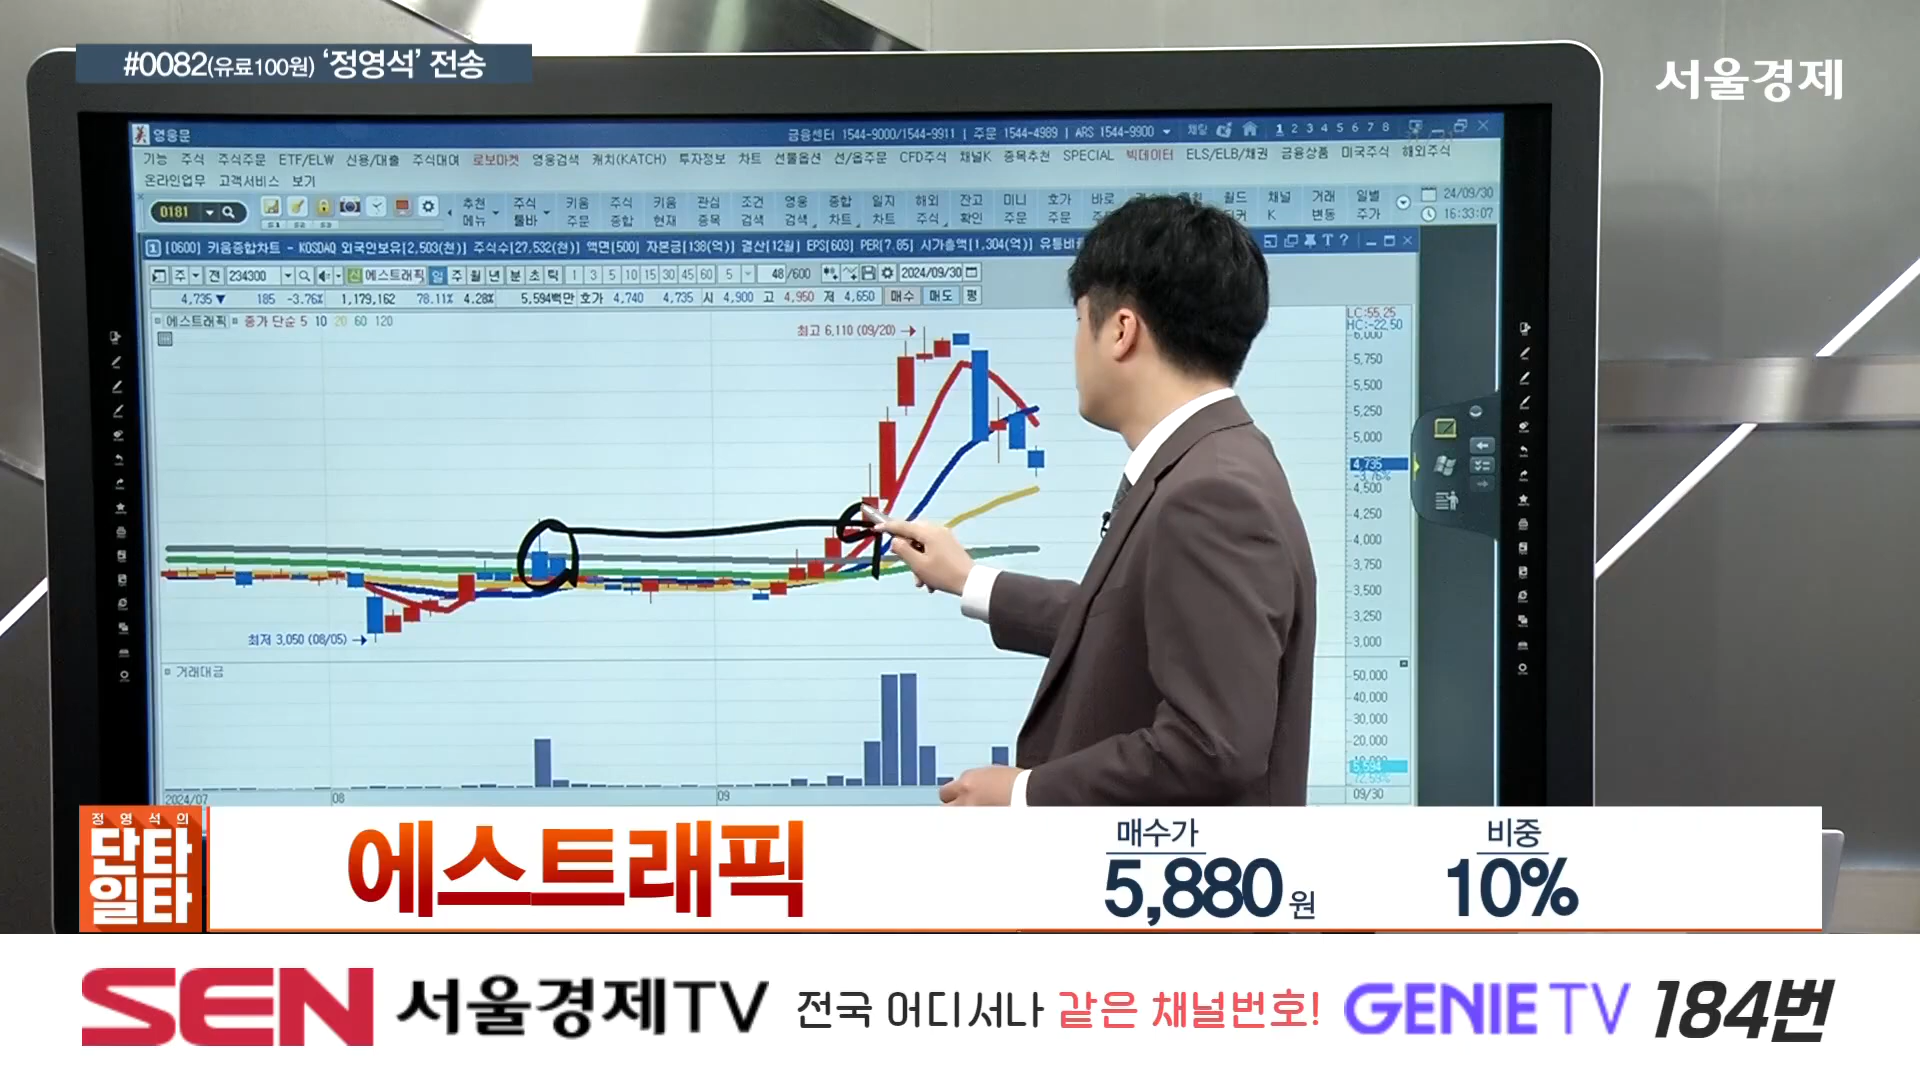 #0082(유료100원) ‘정영석’ 전송
서울경제
영웅문
금융센터 1544-9000/1544-9911 | 주문 1544-4989 | ARS 1544-9900
1 2 3 4 5 6 7 8
기능 주식 주식주문 ETF/ELW 신용/대출 주식대여 로보마켓 영웅검색 캐치(KATCH) 투자정보 차트 선물옵션 선/옵주문 CFD주식 채널K 종목추천 SPECIAL 빅데이터 ELS/ELB/채권 금융상품 미국주식 해외주식
온라인업무 고객서비스 보기
0181
추천 주식 키움 주식 키움 관심 조건 영웅 종합 일지 해외 잔고 미니 호가 바로 월드 채널 거래 일별
메뉴 툴바 주문 종합 현재 종목 검색 검색 차트 차트 주식 확인 주문 주문 K 변동 주가
24/09/30
16:33:07
[0600] 키움종합차트 - KOSDAQ 외국인보유[2,503(천)] 주식수[27,532(천)] 액면[500] 자본금[138(억)] 결산[12월] EPS[603] PER[7.85] 시가총액[1,304(억)]
주 전 234300 신 에스트래픽 일 주 월 년 분 초 틱 1 3 5 10 15 30 45 60 5 48/600 2024/09/30
4,735▼ 185 -3.76% 1,179,162 78.11% 4.28% 5,594백만 호가 4,740 4,735 시 4,900 고 4,950 저 4,650 매수 매도 평
에스트래픽 종가 단순 5 10 20 60 120
LC:55.25
HC:-22.50
최고 6,110 (09/20)
6,000
5,750
5,500
5,250
5,000
4,735
-3.76%
4,500
4,250
4,000
3,750
3,500
3,250
3,000
최저 3,050 (08/05)
거래대금
50,000
40,000
30,000
20,000
5,594
2024/07 08 09 09/30
정영석의
단타
일타
에스트래픽
매수가
5,880원
비중
10%
SEN 서울경제TV 전국 어디서나 같은 채널번호! GENIE TV 184번